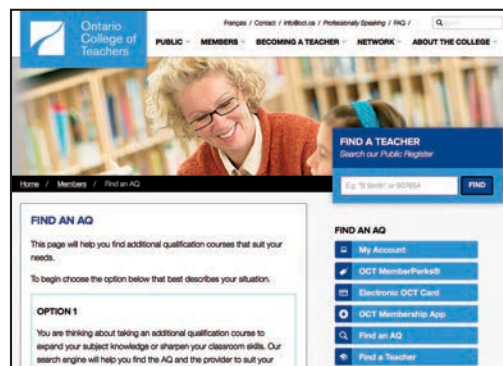 Ontario
College of
Teachers
Français / Contact / info@oct.ca / Professionally Speaking / FAQ /
PUBLIC MEMBERS BECOMING A TEACHER NETWORK ABOUT THE COLLEGE
FIND A TEACHER
Search our Public Register
E.g. "B Smith" or 907654 FIND
Home / Members / Find an AQ
FIND AN AQ
This page will help you find additional qualification courses that suit your
needs.
To begin choose the option below that best describes your situation.
OPTION 1
You are thinking about taking an additional qualification course to
expand your subject knowledge or sharpen your classroom skills. Our
search engine will help you find the AQ and the provider to suit your
FIND AN AQ
My Account
OCT MemberPerks®
Electronic OCT Card
OCT Membership App
Find an AQ
Find a Teacher